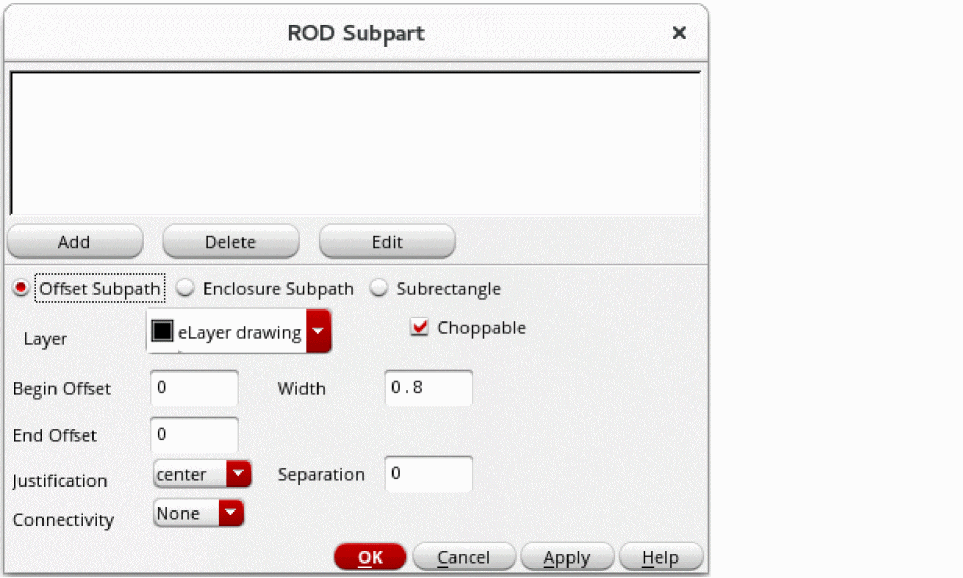 ROD Subpart
Add Delete Edit
Offset Subpath Enclosure Subpath Subrectangle
Layer eLayer drawing Choppable
Begin Offset 0 Width 0.8
End Offset 0
Justification center Separation 0
Connectivity None
OK Cancel Apply Help